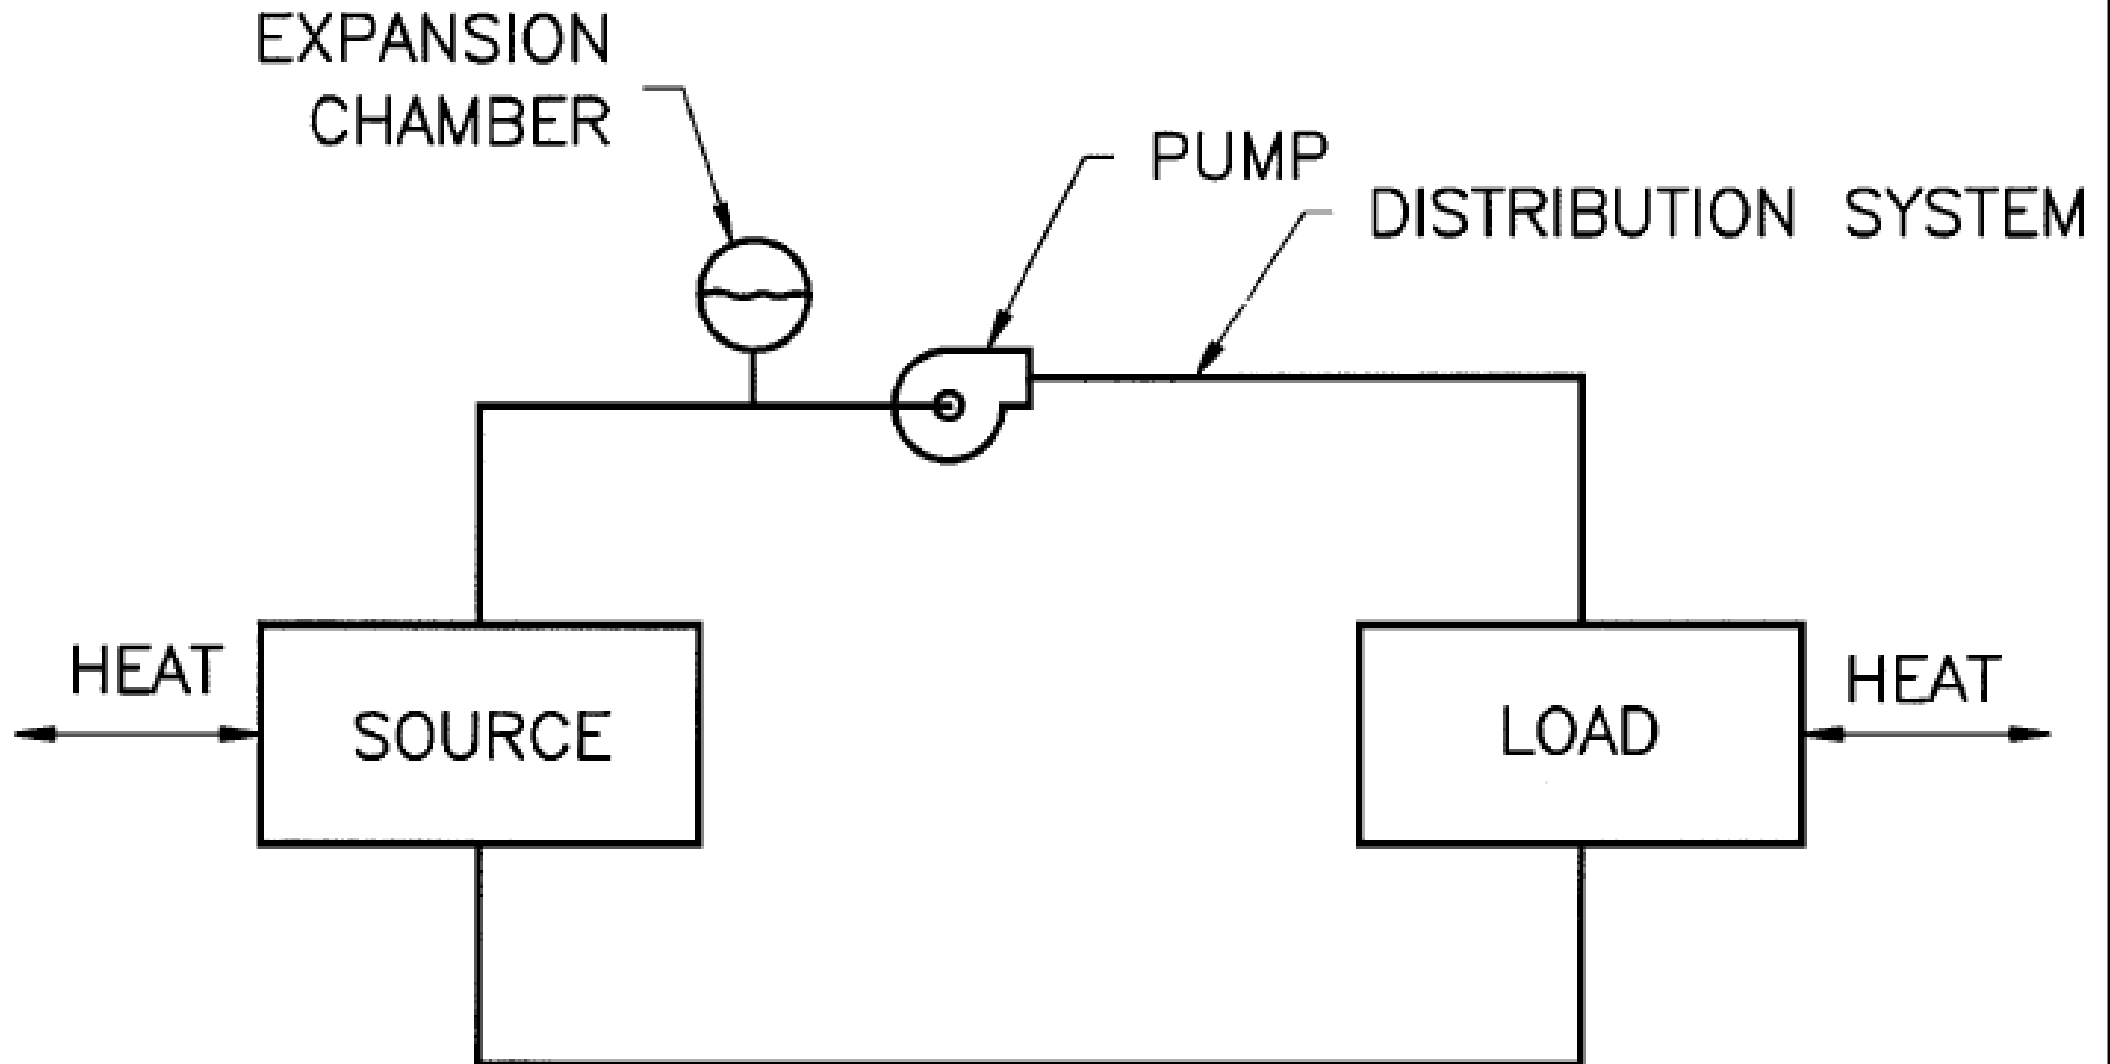 EXPANSION
CHAMBER
PUMP
DISTRIBUTION SYSTEM
HEAT
SOURCE
LOAD
HEAT